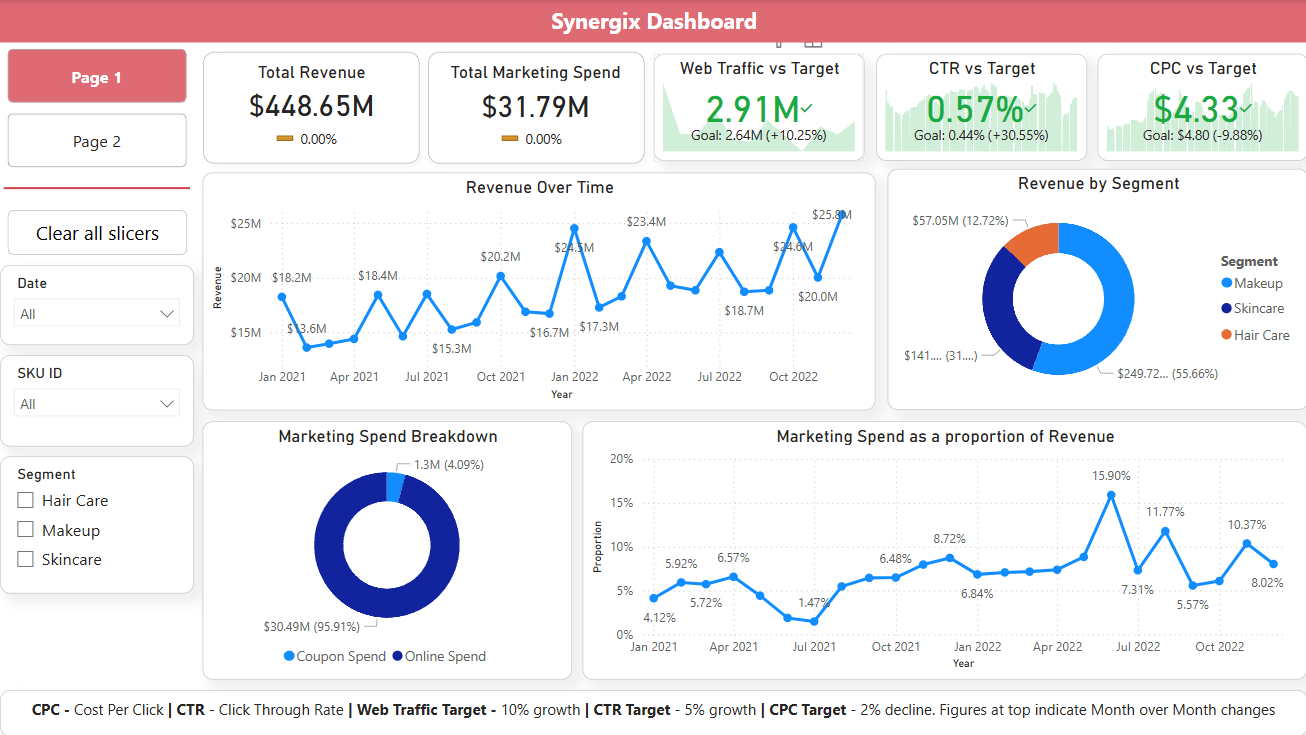 Synergix Dashboard
Page 1
Page 2
Clear all slicers
Date
All
SKU ID
All
Segment
Hair Care
Makeup
Skincare
Total Revenue
$448.65M
0.00%
Total Marketing Spend
$31.79M
0.00%
Web Traffic vs Target
2.91M
Goal: 2.64M (+10.25%)
CTR vs Target
0.57%
Goal: 0.44% (+30.55%)
CPC vs Target
$4.33
Goal: $4.80 (-9.88%)
Revenue Over Time
Revenue
$25M
$20M
$15M
$18.2M
$13.6M
$18.4M
$15.3M
$20.2M
$16.7M
$24.5M
$17.3M
$23.4M
$18.7M
$24.6M
$20.0M
$25.8M
Jan 2021
Apr 2021
Jul 2021
Oct 2021
Jan 2022
Apr 2022
Jul 2022
Oct 2022
Year
Revenue by Segment
$57.05M (12.72%)
$141.... (31....)
$249.72... (55.66%)
Segment
Makeup
Skincare
Hair Care
Marketing Spend Breakdown
1.3M (4.09%)
$30.49M (95.91%)
Coupon Spend
Online Spend
Marketing Spend as a proportion of Revenue
Proportion
20%
15%
10%
5%
0%
4.12%
5.92%
5.72%
6.57%
1.47%
6.48%
8.72%
6.84%
15.90%
7.31%
11.77%
5.57%
10.37%
8.02%
Jan 2021
Apr 2021
Jul 2021
Oct 2021
Jan 2022
Apr 2022
Jul 2022
Oct 2022
Year
CPC - Cost Per Click | CTR - Click Through Rate | Web Traffic Target - 10% growth | CTR Target - 5% growth | CPC Target - 2% decline. Figures at top indicate Month over Month changes